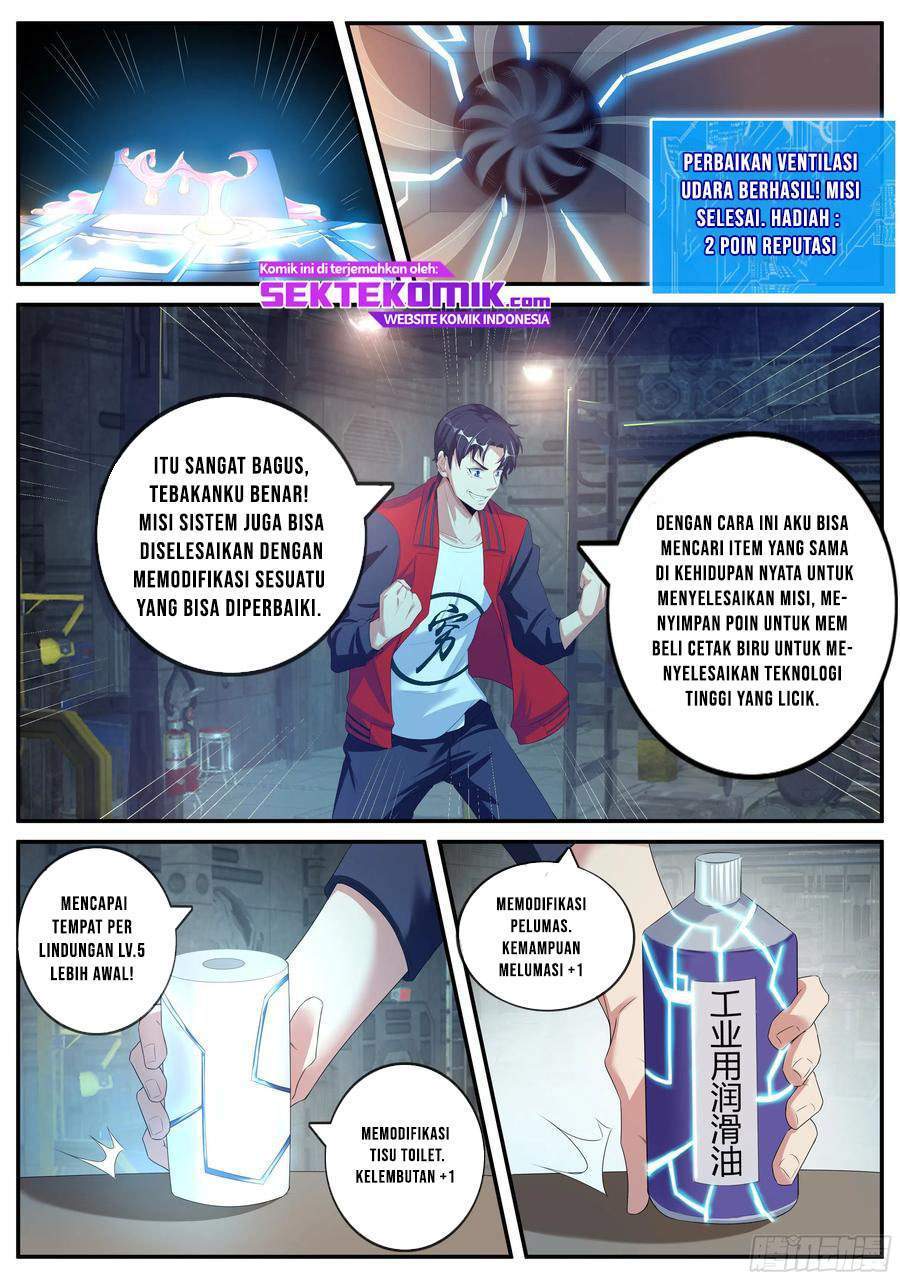 PERBAIKAN VENTILASI
UDARA BERHASIL! MISI
SELESAI. HADIAH :
2 POIN REPUTASI
Komik ini di terjemahkan oleh:
SEKTEKOMIK.com
WEBSITE KOMIK INDONESIA
ITU SANGAT BAGUS,
TEBAKANKU BENAR!
MISI SISTEM JUGA BISA
DISELESAIKAN DENGAN
MEMODIFIKASI SESUATU
YANG BISA DIPERBAIKI.
DENGAN CARA INI AKU BISA
MENCARI ITEM YANG SAMA
DI KEHIDUPAN NYATA UNTUK
MENYELESAIKAN MISI, ME-
NYIMPAN POIN UNTUK MEM
BELI CETAK BIRU UNTUK ME-
NYELESAIKAN TEKNOLOGI
TINGGI YANG LICIK.
穷
MENCAPAI
TEMPAT PER
LINDUNGAN LV.5
LEBIH AWAL!
MEMODIFIKASI
TISU TOILET.
KELEMBUTAN +1
MEMODIFIKASI
PELUMAS.
KEMAMPUAN
MELUMASI +1
工业用润滑油
腾讯动漫